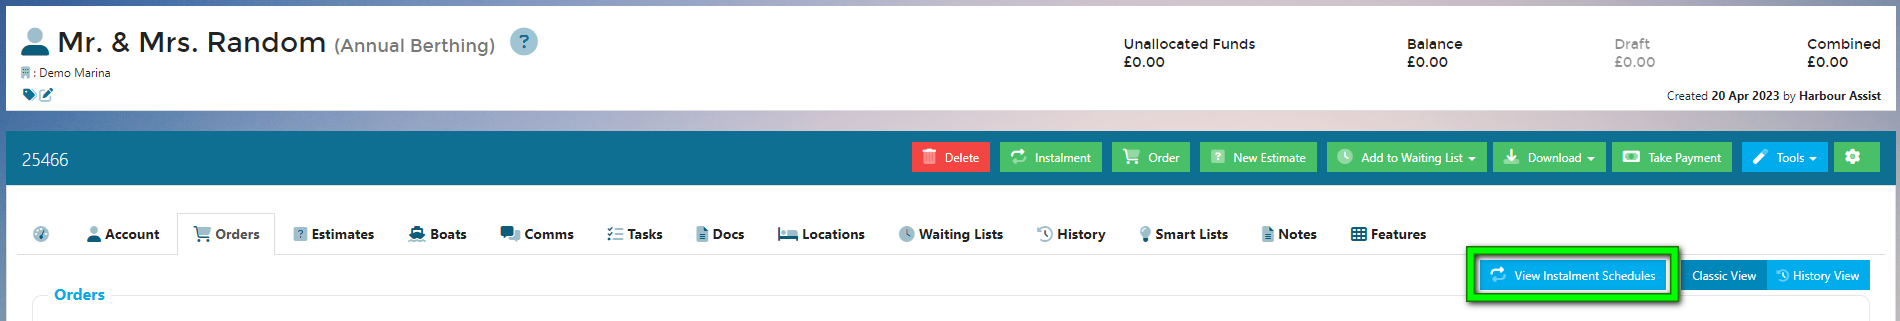 Mr. & Mrs. Random (Annual Berthing) ?
: Demo Marina
Unallocated Funds
£0.00
Balance
£0.00
Draft
£0.00
Combined
£0.00
Created 20 Apr 2023 by Harbour Assist
25466
Delete
Instalment
Order
New Estimate
Add to Waiting List
Download
Take Payment
Tools
Account
Orders
Estimates
Boats
Comms
Tasks
Docs
Locations
Waiting Lists
History
Smart Lists
Notes
Features
View Instalment Schedules
Classic View
History View
Orders